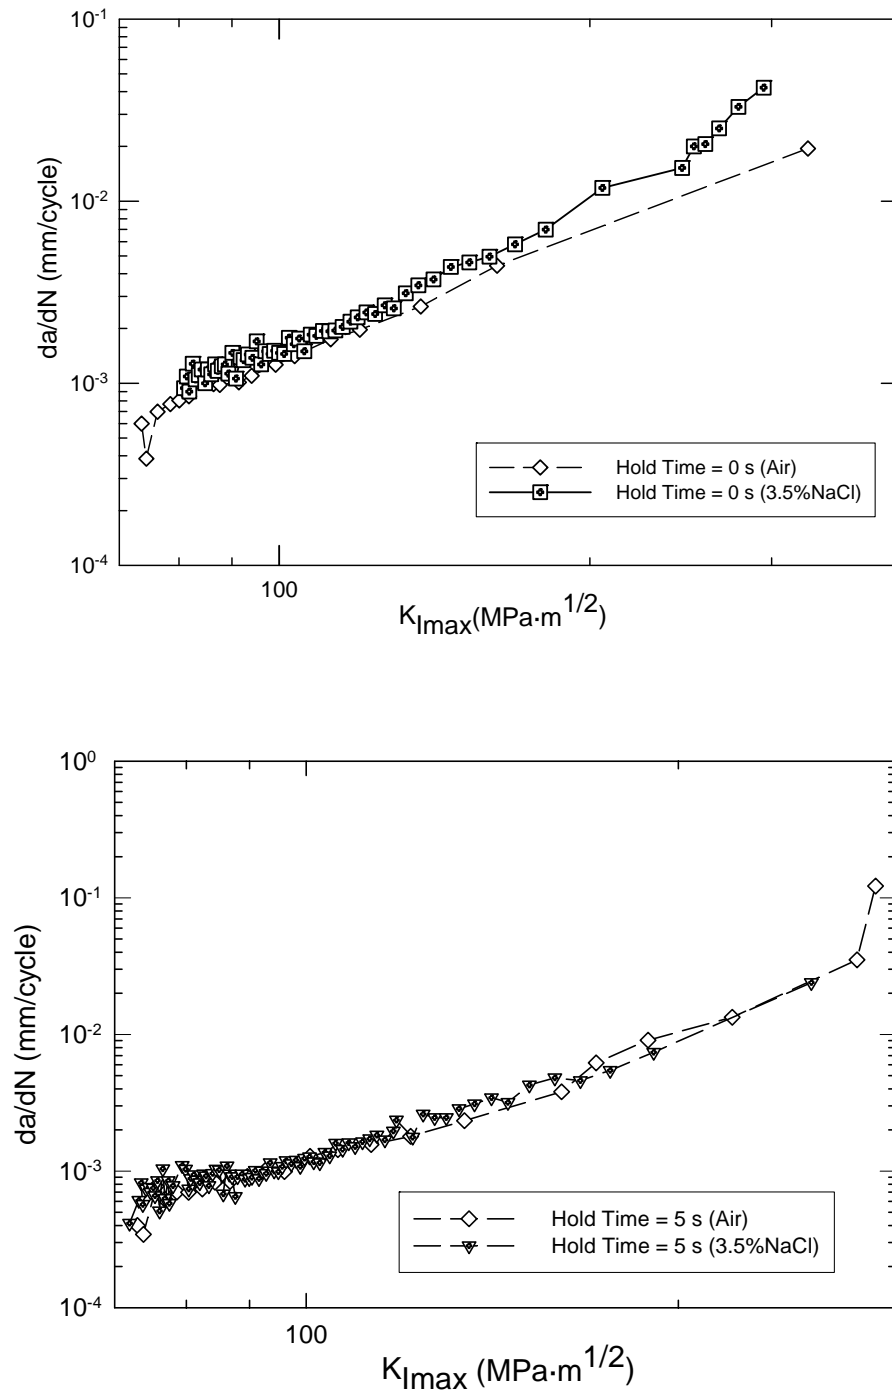 10⁻¹
10⁻²
da/dN (mm/cycle)
10⁻³
Hold Time = 0 s (Air)
Hold Time = 0 s (3.5%NaCl)
10⁻⁴
100
K_Imax(MPa·m^1/2)
10⁰
10⁻¹
da/dN (mm/cycle)
10⁻²
10⁻³
Hold Time = 5 s (Air)
Hold Time = 5 s (3.5%NaCl)
10⁻⁴
100
K_Imax (MPa·m^1/2)